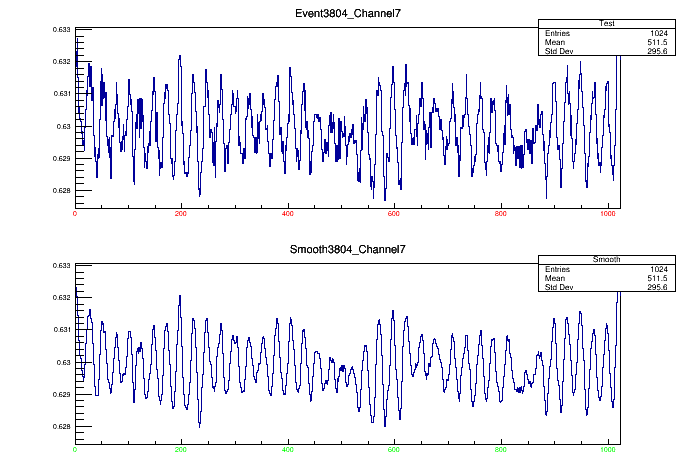 Event3804_Channel7
Test
Entries 1024
Mean 511.5
Std Dev 295.6
0.633
0.632
0.631
0.63
0.629
0.628
0 200 400 600 800 1000
Smooth3804_Channel7
Smooth
Entries 1024
Mean 511.5
Std Dev 295.6
0.633
0.632
0.631
0.63
0.629
0.628
0 200 400 600 800 1000